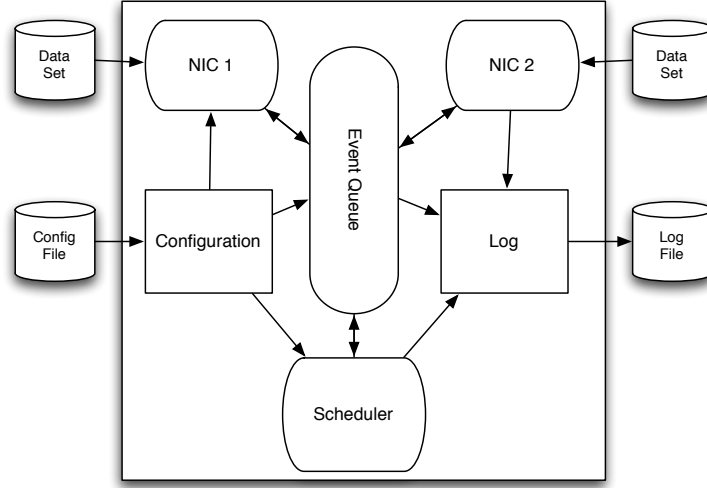 Data
Set
NIC 1
NIC 2
Data
Set
Event Queue
Config
File
Configuration
Log
Log
File
Scheduler